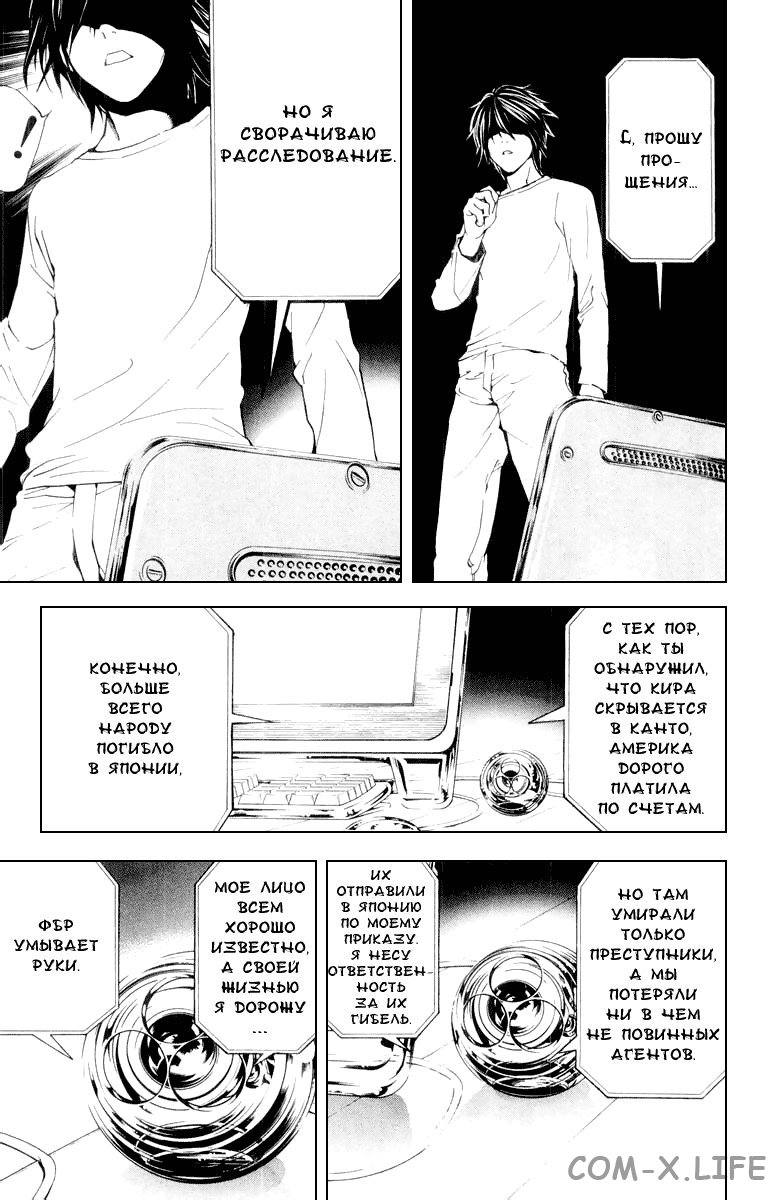 L, ПРОШУ
ПРО-
ЩЕНИЯ...
НО Я
СВОРАЧИВАЮ
РАССЛЕДОВАНИЕ.
!
С ТЕХ ПОР,
КАК ТЫ
ОБНАРУЖИЛ,
ЧТО КИРА
СКРЫВАЕТСЯ
В КАНТО,
АМЕРИКА
ДОРОГО
ПЛАТИЛА
ПО СЧЕТАМ.
КОНЕЧНО,
БОЛЬШЕ
ВСЕГО
НАРОДУ
ПОГИБЛО
В ЯПОНИИ,
НО ТАМ
УМИРАЛИ
ТОЛЬКО
ПРЕСТУПНИКИ,
А МЫ
ПОТЕРЯЛИ
НИ В ЧЕМ
НЕ ПОВИННЫХ
АГЕНТОВ.
ИХ
ОТПРАВИЛИ
В ЯПОНИЮ
ПО МОЕМУ
ПРИКАЗУ.
Я НЕСУ
ОТВЕТСТВЕН-
НОСТЬ
ЗА ИХ
ГИБЕЛЬ.
МОЕ ЛИЦО
ВСЕМ
ХОРОШО
ИЗВЕСТНО,
А СВОЕЙ
ЖИЗНЬЮ
Я ДОРОЖУ
...
ФБР
УМЫВАЕТ
РУКИ.
COM-X.LIFE